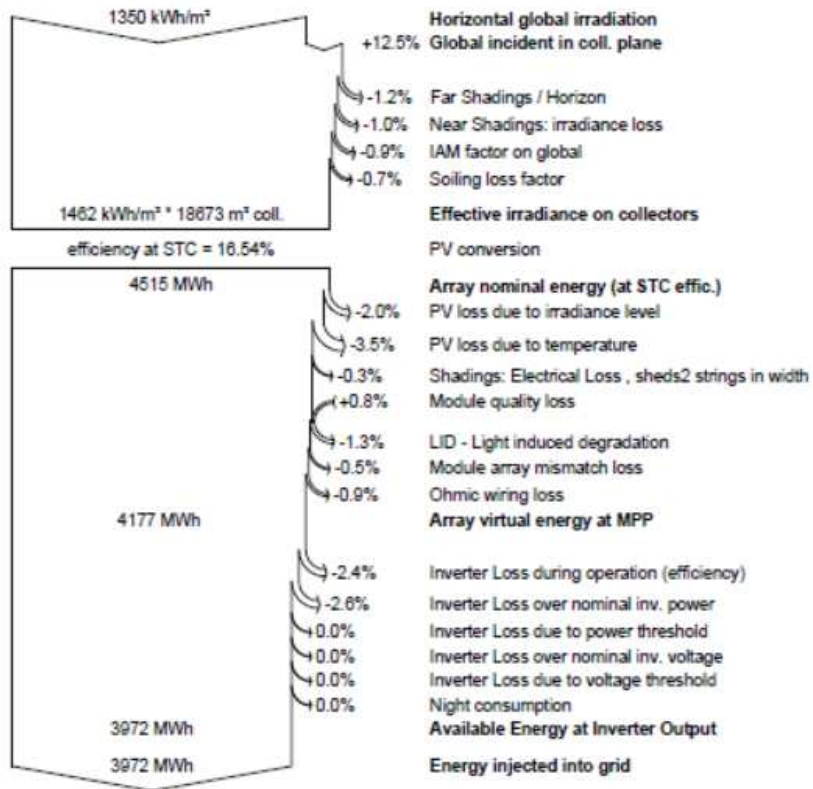 1350 kWh/m² Horizontal global irradiation
+12.5% Global incident in coll. plane
-1.2% Far Shadings / Horizon
-1.0% Near Shadings: irradiance loss
-0.9% IAM factor on global
-0.7% Soiling loss factor
1462 kWh/m² * 18673 m² coll. Effective irradiance on collectors
efficiency at STC = 16.54% PV conversion
4515 MWh Array nominal energy (at STC effic.)
-2.0% PV loss due to irradiance level
-3.5% PV loss due to temperature
-0.3% Shadings: Electrical Loss , sheds2 strings in width
+0.8% Module quality loss
-1.3% LID - Light induced degradation
-0.5% Module array mismatch loss
-0.9% Ohmic wiring loss
4177 MWh Array virtual energy at MPP
-2.4% Inverter Loss during operation (efficiency)
-2.6% Inverter Loss over nominal inv. power
0.0% Inverter Loss due to power threshold
0.0% Inverter Loss over nominal inv. voltage
0.0% Inverter Loss due to voltage threshold
0.0% Night consumption
3972 MWh Available Energy at Inverter Output
3972 MWh Energy injected into grid